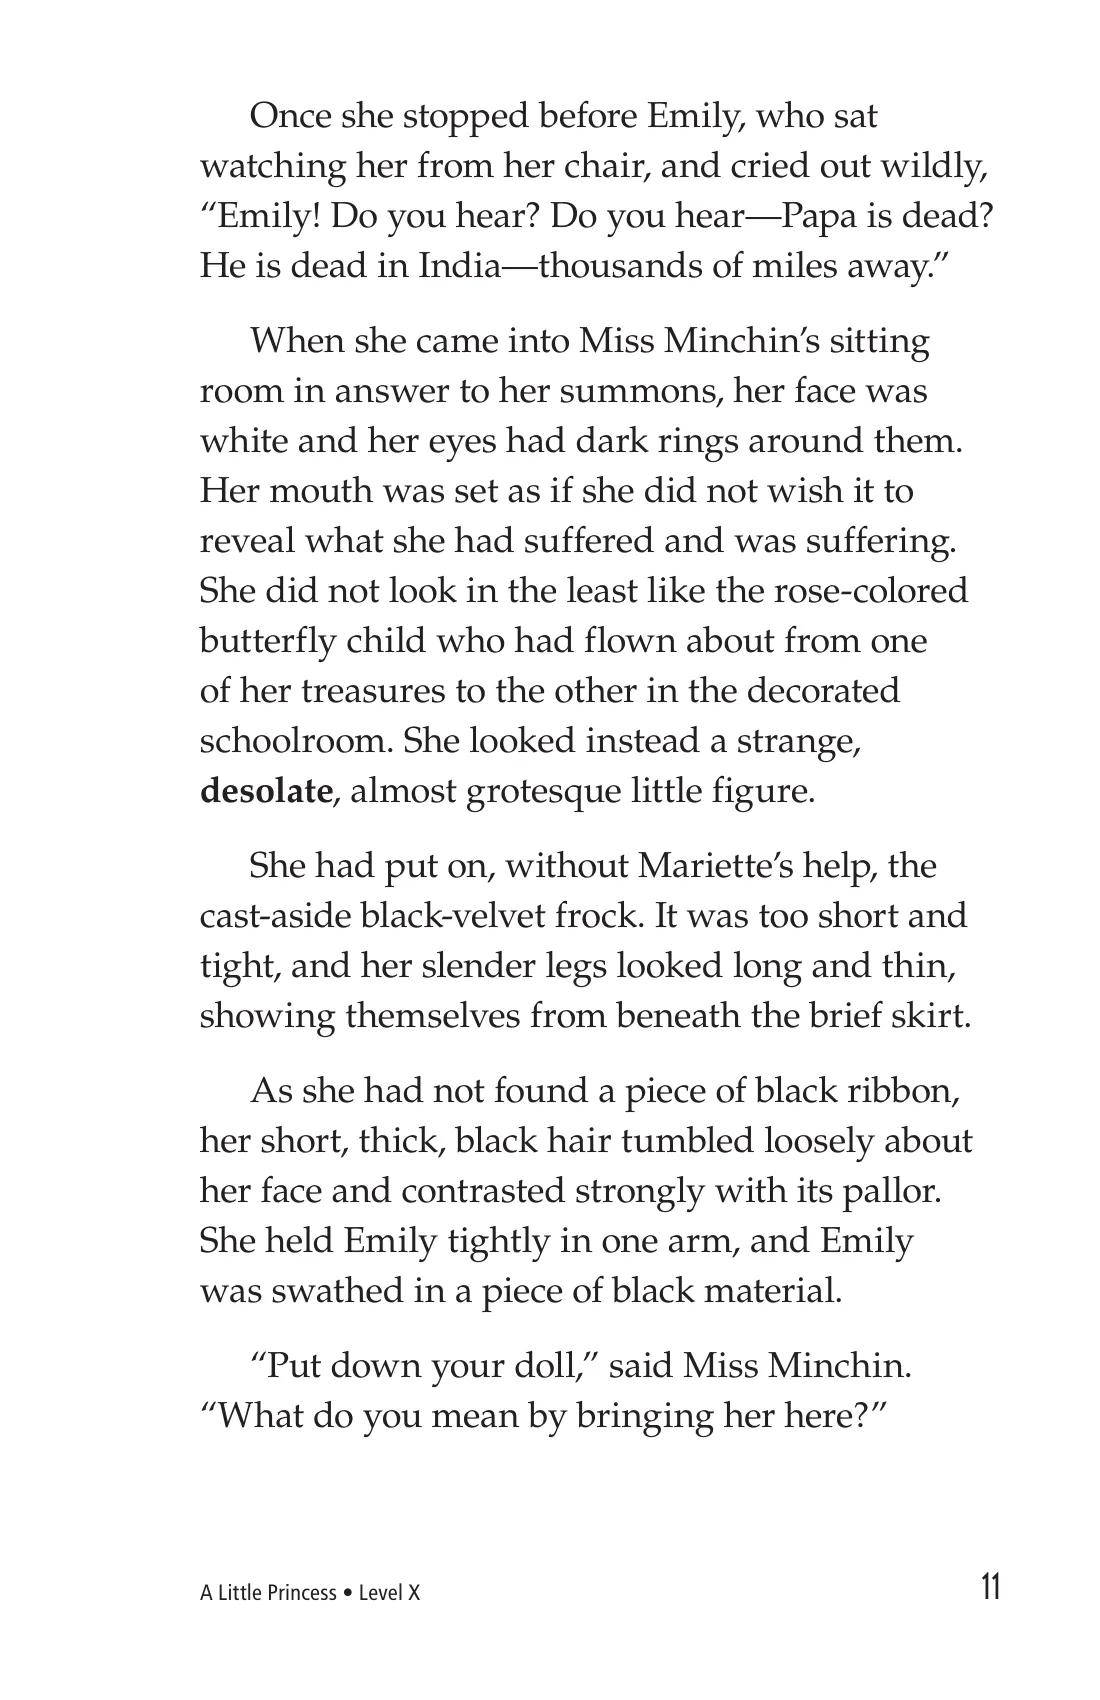 Once she stopped before Emily, who sat
watching her from her chair, and cried out wildly,
“Emily! Do you hear? Do you hear—Papa is dead?
He is dead in India—thousands of miles away.”
When she came into Miss Minchin’s sitting
room in answer to her summons, her face was
white and her eyes had dark rings around them.
Her mouth was set as if she did not wish it to
reveal what she had suffered and was suffering.
She did not look in the least like the rose-colored
butterfly child who had flown about from one
of her treasures to the other in the decorated
schoolroom. She looked instead a strange,
desolate, almost grotesque little figure.
She had put on, without Mariette’s help, the
cast-aside black-velvet frock. It was too short and
tight, and her slender legs looked long and thin,
showing themselves from beneath the brief skirt.
As she had not found a piece of black ribbon,
her short, thick, black hair tumbled loosely about
her face and contrasted strongly with its pallor.
She held Emily tightly in one arm, and Emily
was swathed in a piece of black material.
“Put down your doll,” said Miss Minchin.
“What do you mean by bringing her here?”
A Little Princess • Level X 11